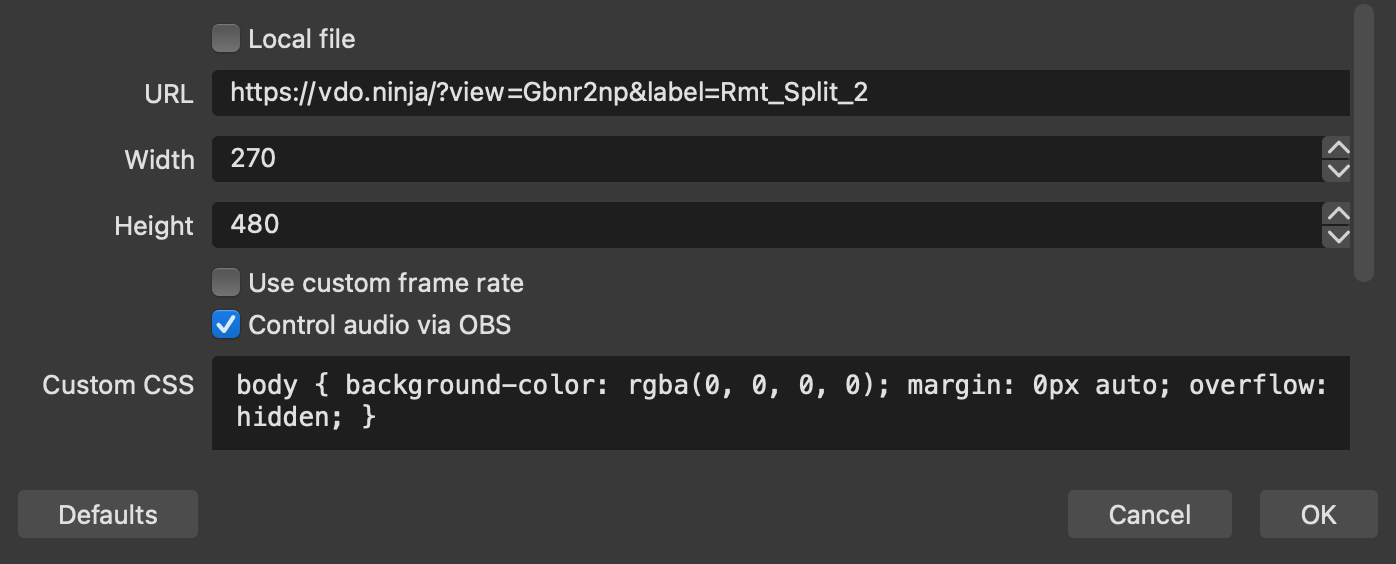 Local file
URL https://vdo.ninja/?view=Gbnr2np&label=Rmt_Split_2
Width 270
Height 480
Use custom frame rate
Control audio via OBS
Custom CSS body { background-color: rgba(0, 0, 0, 0); margin: 0px auto; overflow:
hidden; }
Defaults Cancel OK